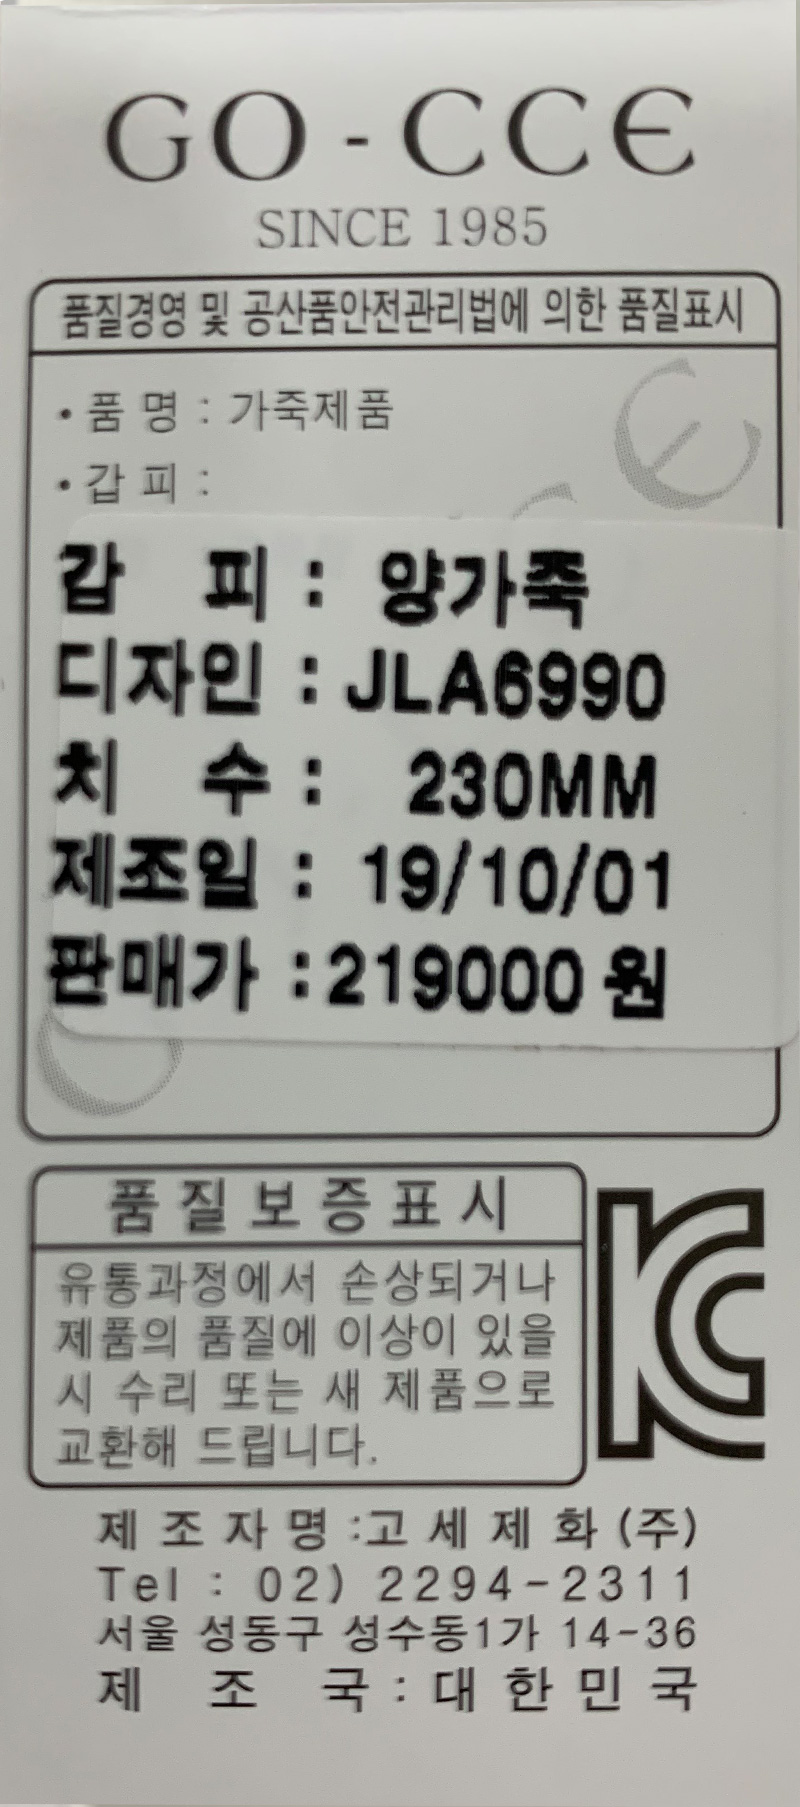 GO-CCE
SINCE 1985
품질경영 및 공산품안전관리법에 의한 품질표시
• 품 명 : 가죽제품
• 갑 피 :
갑 피 : 양가죽
디자인 : JLA6990
치 수 : 230MM
제조일 : 19/10/01
판매가 : 219000 원
품질보증표시
유통과정에서 손상되거나
제품의 품질에 이상이 있을
시 수리 또는 새 제품으로
교환해 드립니다.
제 조 자 명 : 고 세 제 화 (주)
Tel : 02) 2294-2311
서울 성동구 성수동1가 14-36
제 조 국 : 대 한 민 국